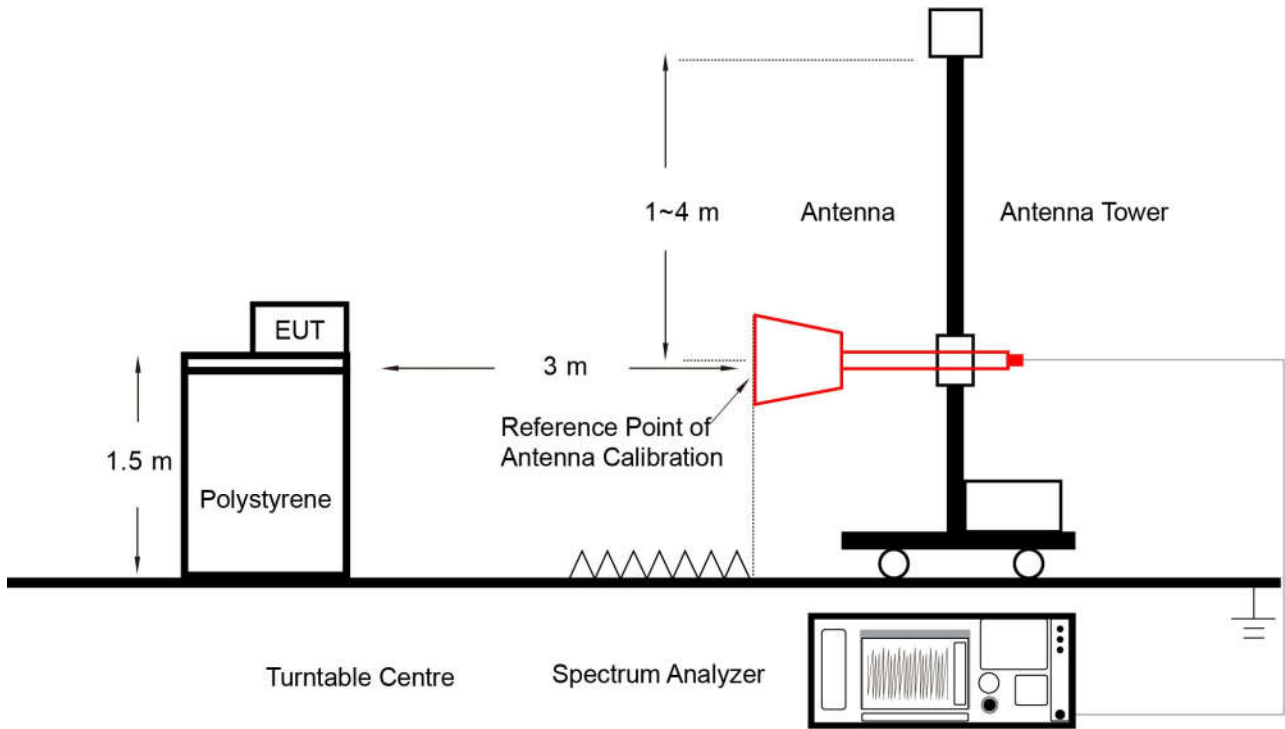 1~4 m
Antenna
Antenna Tower
EUT
3 m
Reference Point of
Antenna Calibration
1.5 m
Polystyrene
Turntable Centre
Spectrum Analyzer